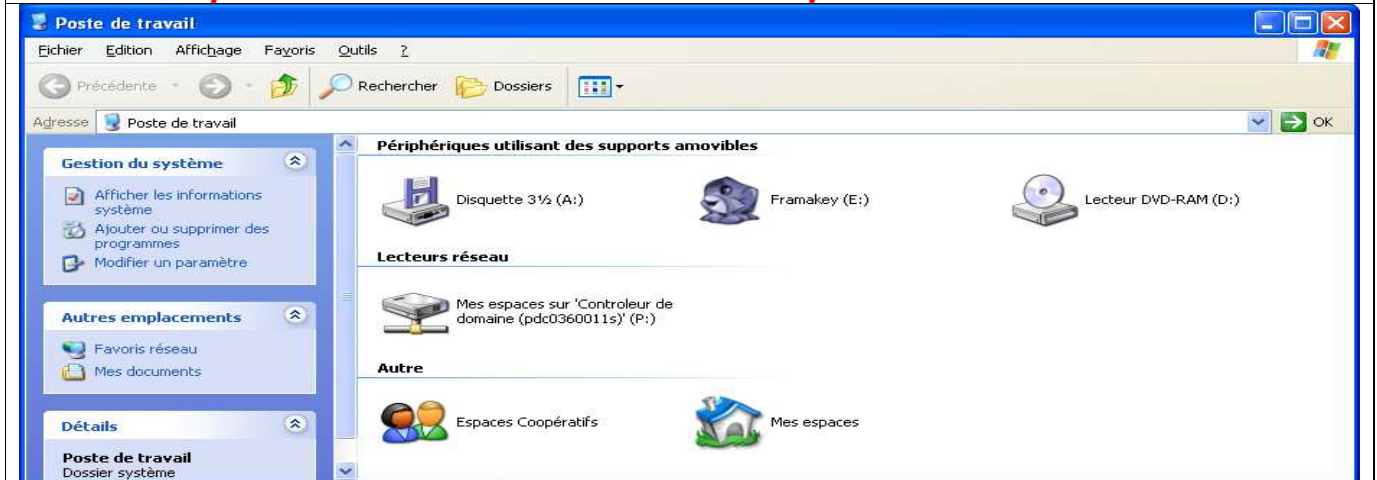 Poste de travail
Fichier Edition Affichage Favoris Outils ?
Précédente Rechercher Dossiers
Adresse Poste de travail OK
Gestion du système
Afficher les informations
système
Ajouter ou supprimer des
programmes
Modifier un paramètre
Autres emplacements
Favoris réseau
Mes documents
Détails
Poste de travail
Dossier système
Périphériques utilisant des supports amovibles
Disquette 3½ (A:) Framakey (E:) Lecteur DVD-RAM (D:)
Lecteurs réseau
Mes espaces sur 'Controleur de
domaine (pdc0360011s)' (P:)
Autre
Espaces Coopératifs Mes espaces